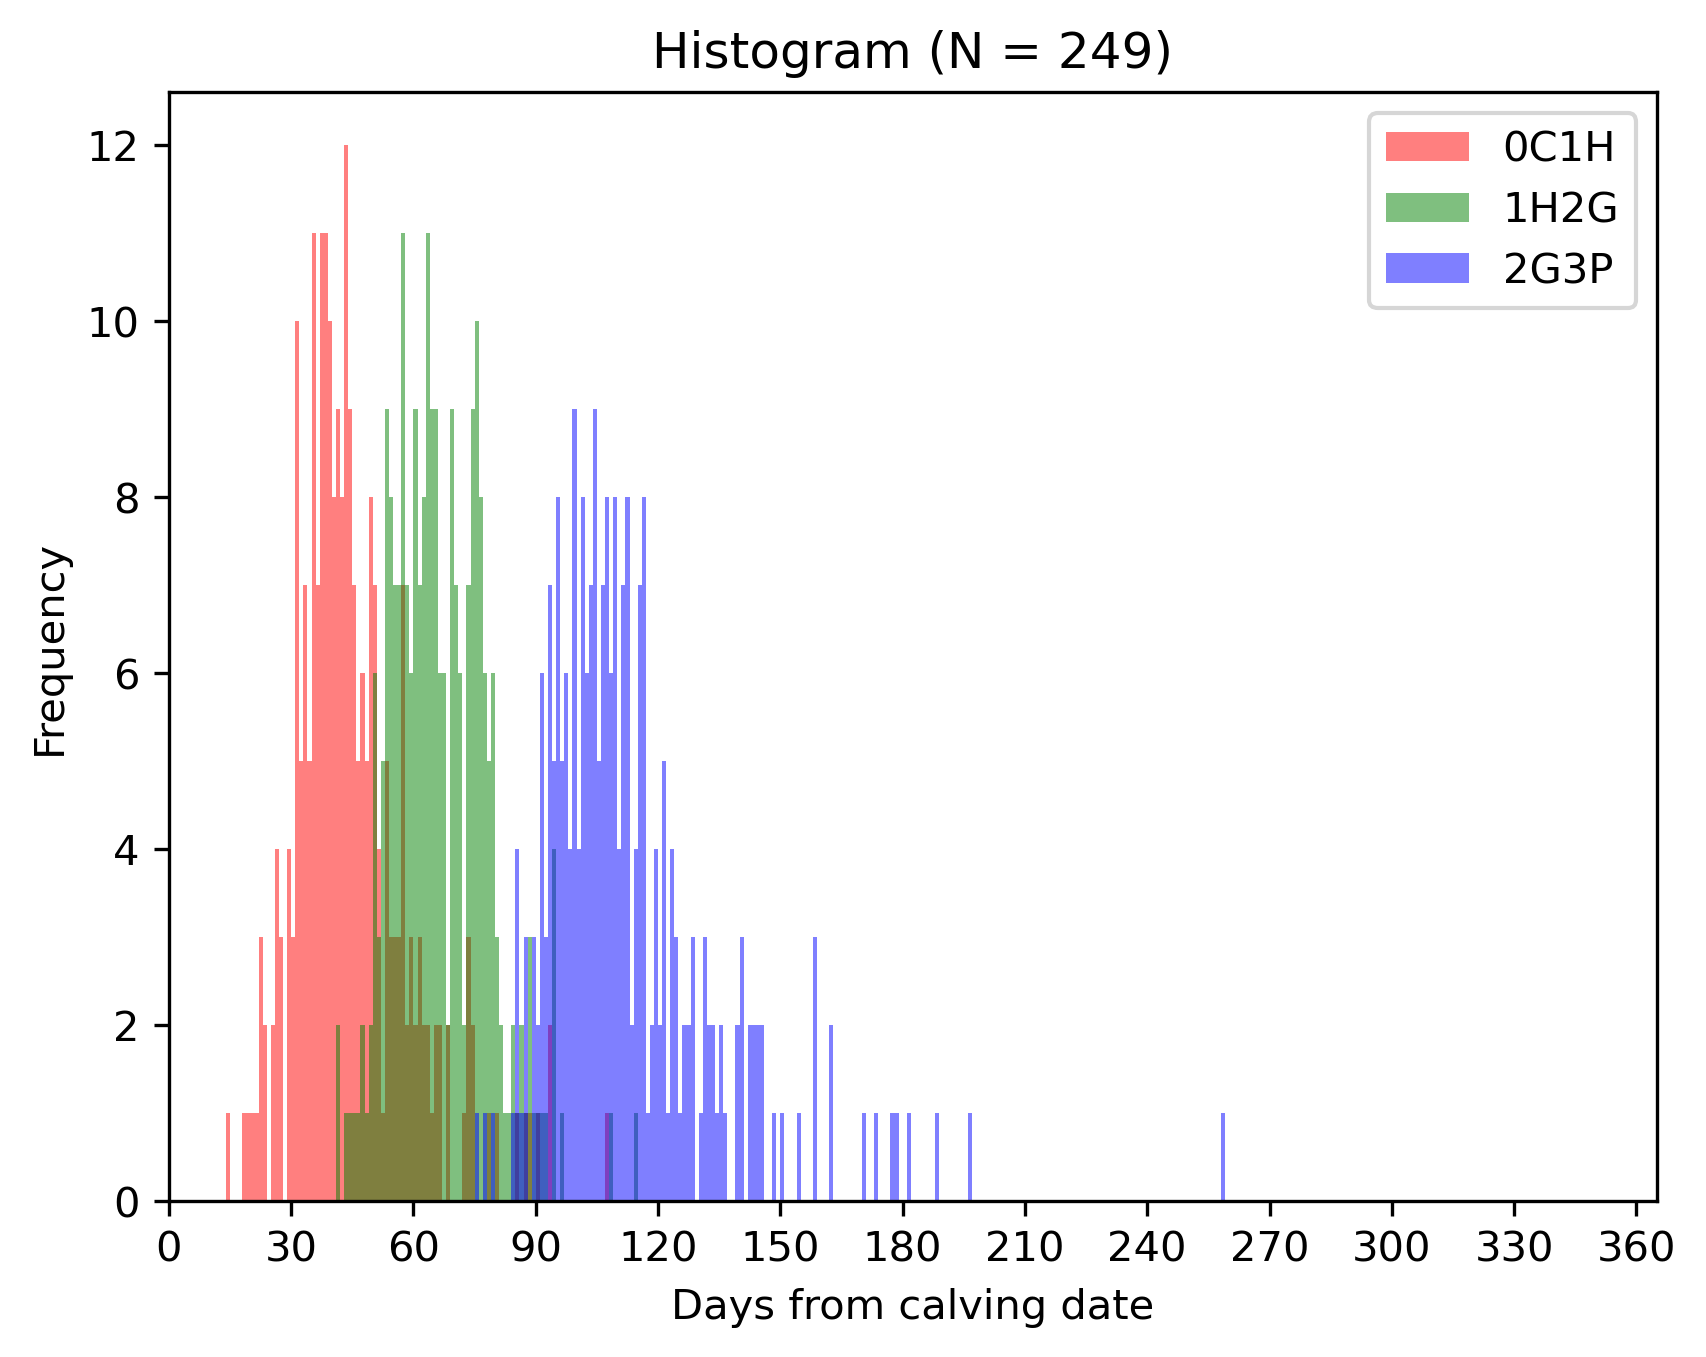 Histogram (N = 249)
0C1H
1H2G
2G3P
12
10
8
6
4
2
0
Frequency
0 30 60 90 120 150 180 210 240 270 300 330 360
Days from calving date